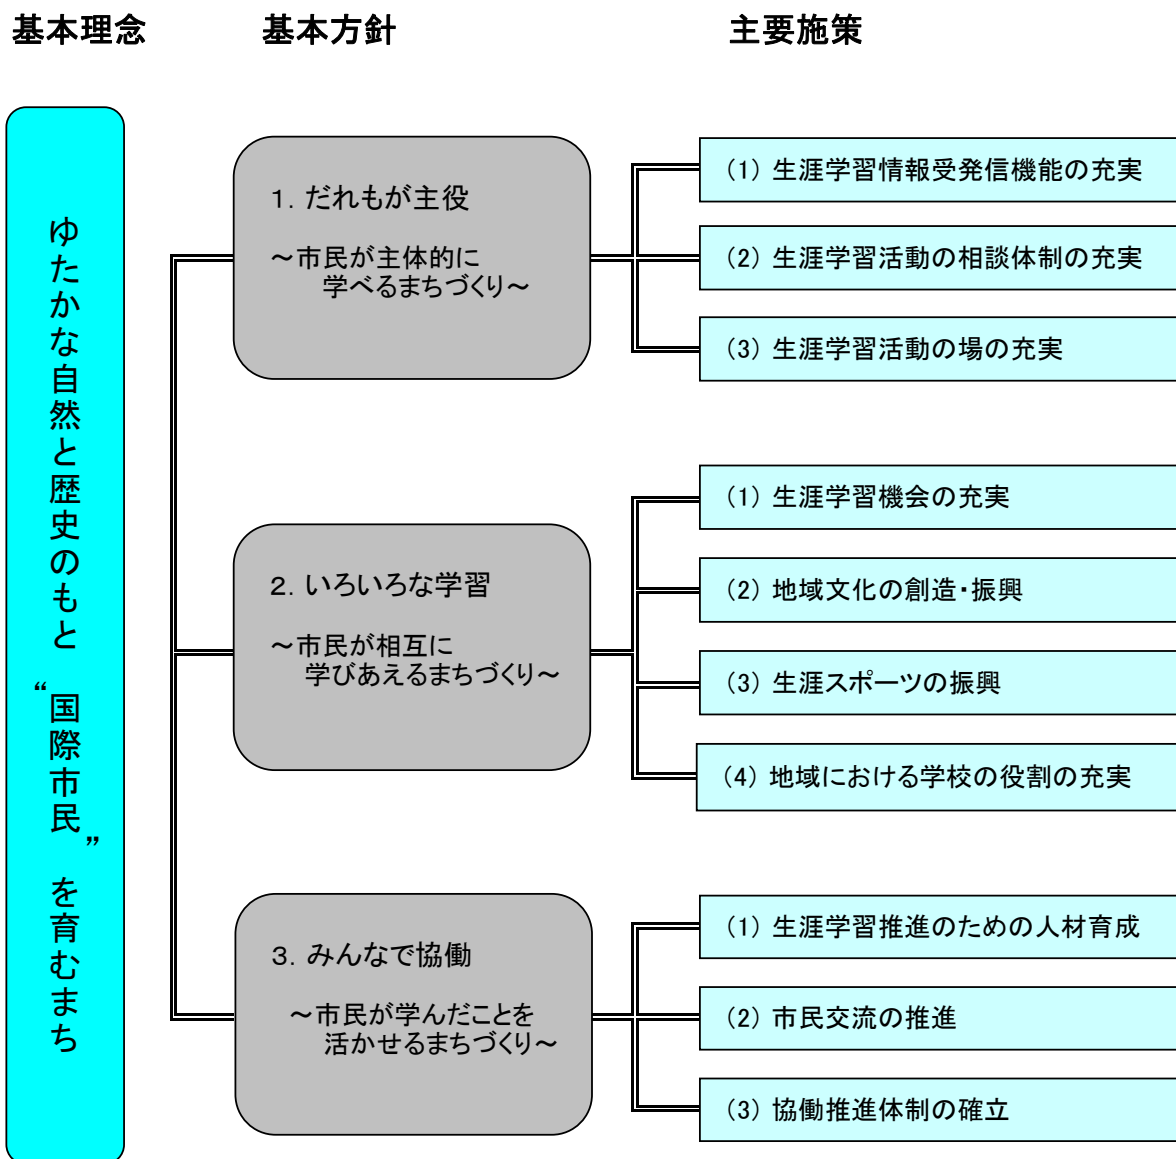 基本理念
基本方針
主要施策
ゆたかな自然と歴史のもと“国際市民”を育むまち
1. だれもが主役
～市民が主体的に
学べるまちづくり～
(1) 生涯学習情報受発信機能の充実
(2) 生涯学習活動の相談体制の充実
(3) 生涯学習活動の場の充実
2. いろいろな学習
～市民が相互に
学びあえるまちづくり～
(1) 生涯学習機会の充実
(2) 地域文化の創造・振興
(3) 生涯スポーツの振興
(4) 地域における学校の役割の充実
3. みんなで協働
～市民が学んだことを
活かせるまちづくり～
(1) 生涯学習推進のための人材育成
(2) 市民交流の推進
(3) 協働推進体制の確立